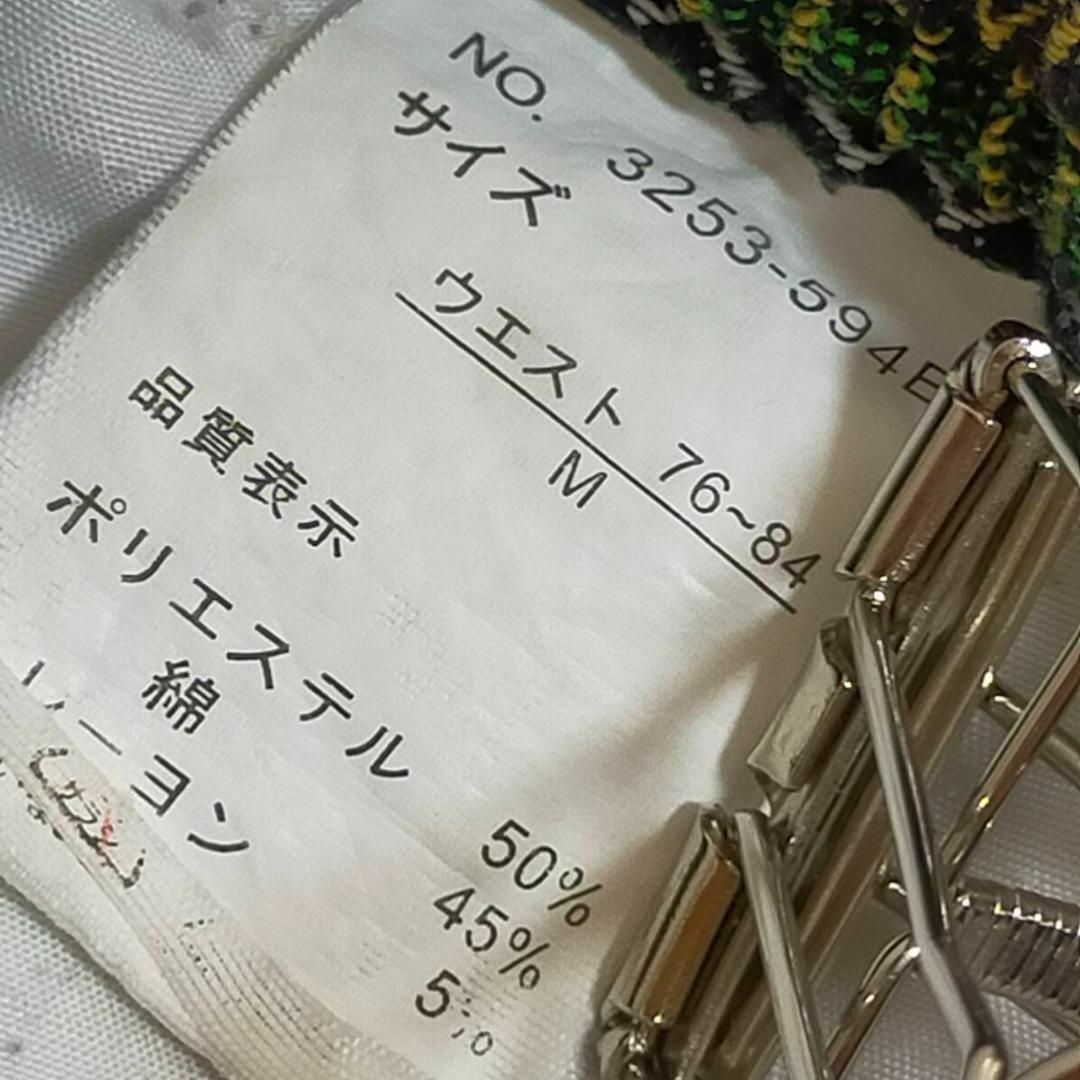 NO. 3253-594E
サイズ
ウエスト 76~84
M
品質表示
ポリエステル 50%
綿 45%
レーヨン 5%